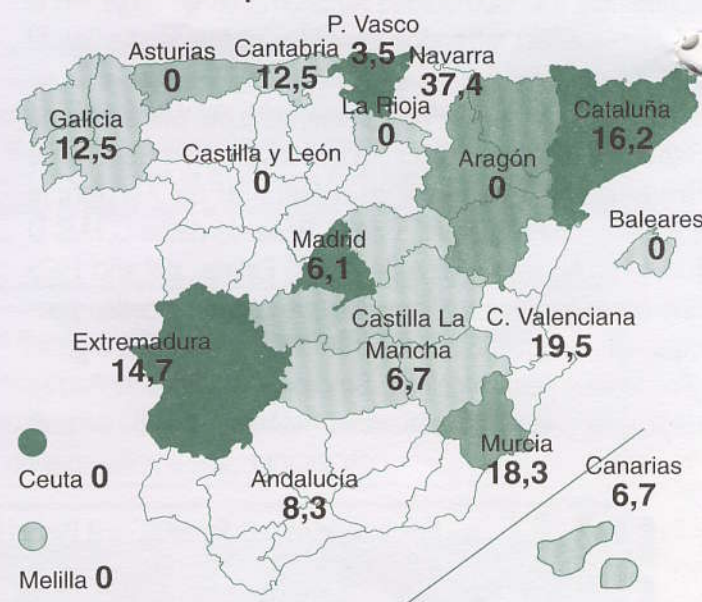 P. Vasco
3,5
Asturias
0
Cantabria
12,5
Navarra
37,4
Galicia
12,5
La Rioja
0
Cataluña
16,2
Castilla y León
0
Aragón
0
Baleares
0
Madrid
6,1
Extremadura
14,7
Castilla La
Mancha
6,7
C. Valenciana
19,5
Ceuta 0
Andalucía
8,3
Murcia
18,3
Canarias
6,7
Melilla 0